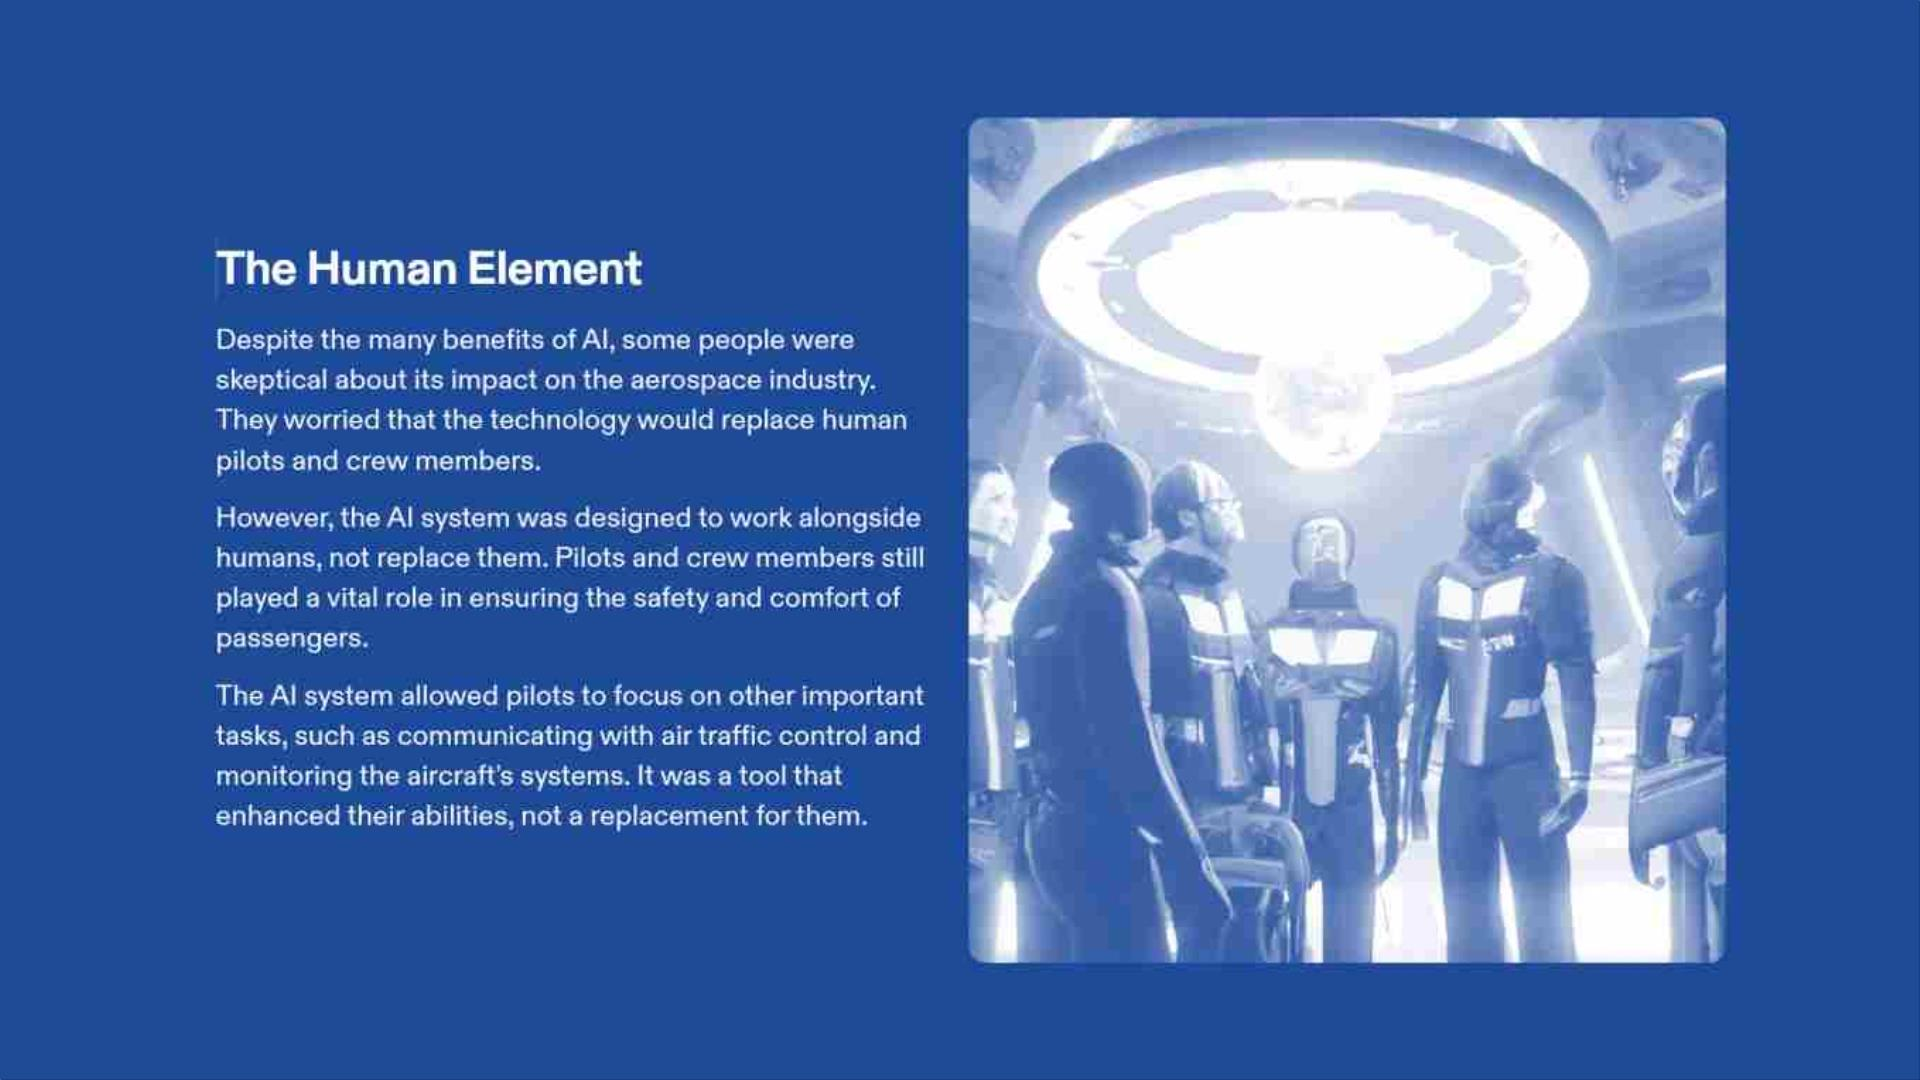 The Human Element
Despite the many benefits of AI, some people were
skeptical about its impact on the aerospace industry.
They worried that the technology would replace human
pilots and crew members.
However, the AI system was designed to work alongside
humans, not replace them. Pilots and crew members still
played a vital role in ensuring the safety and comfort of
passengers.
The AI system allowed pilots to focus on other important
tasks, such as communicating with air traffic control and
monitoring the aircraft's systems. It was a tool that
enhanced their abilities, not a replacement for them.